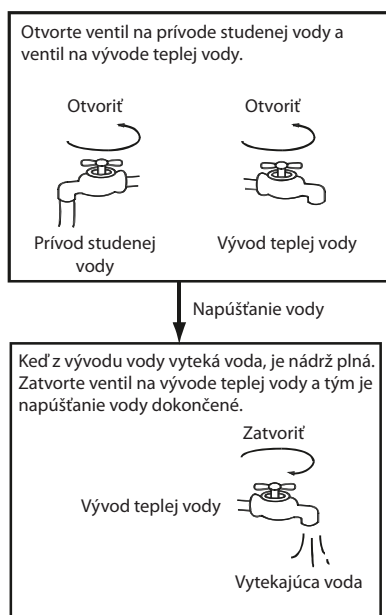 Otvorte ventil na prívode studenej vody a
ventil na vývode teplej vody.
Otvoriť
Otvoriť
Prívod studenej
vody
Vývod teplej vody
Napúšťanie vody
Keď z vývodu vody vyteká voda, je nádrž plná.
Zatvorte ventil na vývode teplej vody a tým je
napúšťanie vody dokončené.
Zatvoriť
Vývod teplej vody
Vytekajúca voda